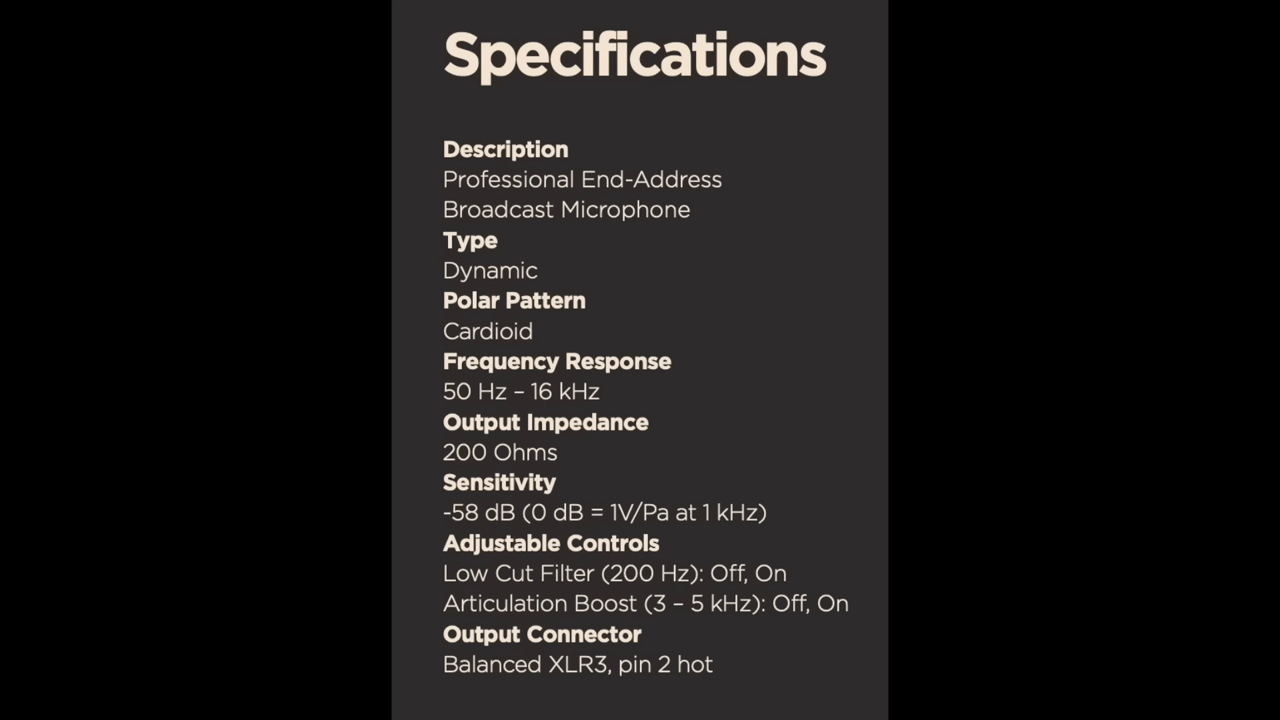 Specifications
Description
Professional End-Address
Broadcast Microphone
Type
Dynamic
Polar Pattern
Cardioid
Frequency Response
50 Hz – 16 kHz
Output Impedance
200 Ohms
Sensitivity
-58 dB (0 dB = 1V/Pa at 1 kHz)
Adjustable Controls
Low Cut Filter (200 Hz): Off, On
Articulation Boost (3 – 5 kHz): Off, On
Output Connector
Balanced XLR3, pin 2 hot